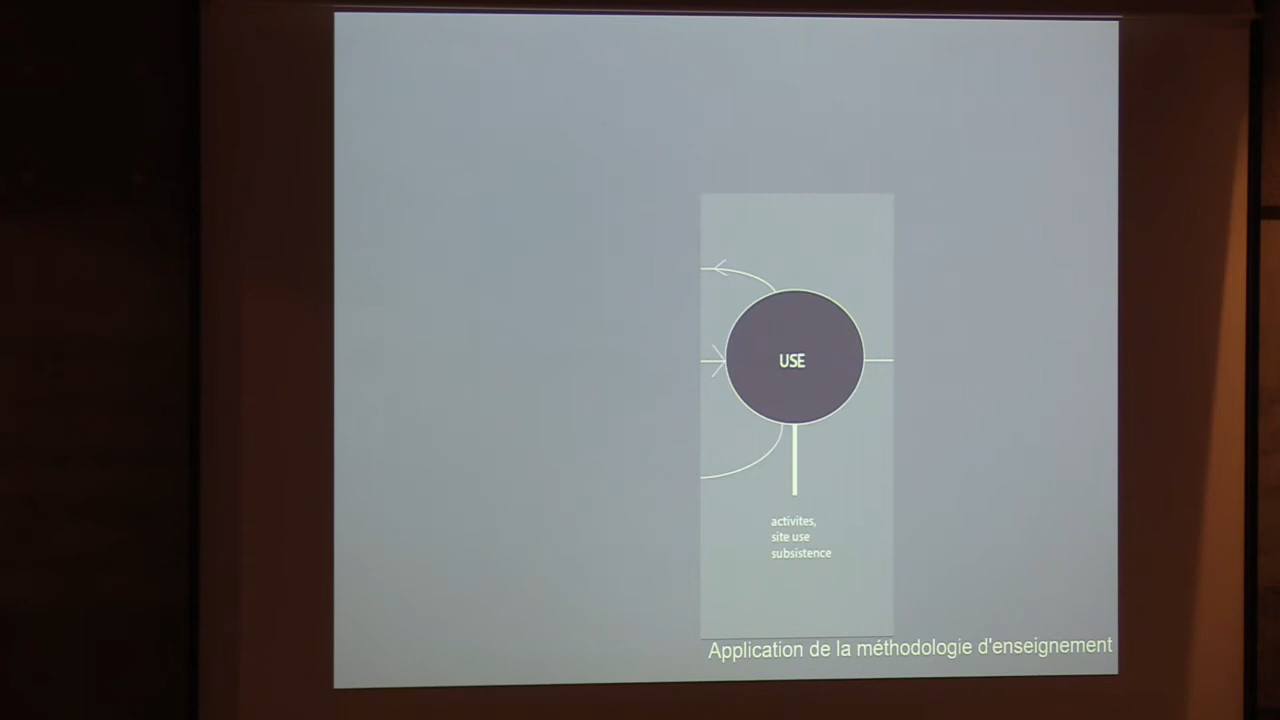 USE
activites,
site use
subsistence
Application de la méthodologie d'enseignement